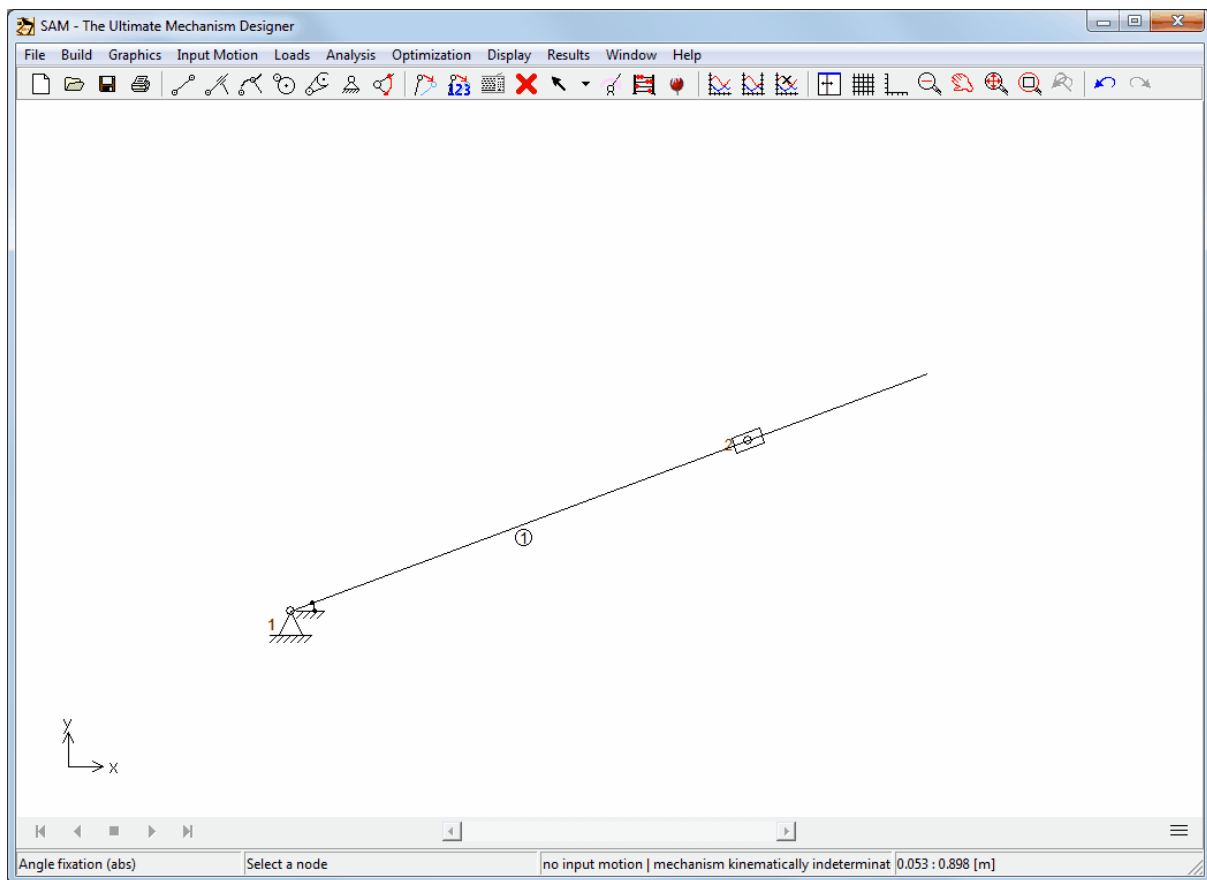 SAM - The Ultimate Mechanism Designer
File Build Graphics Input Motion Loads Analysis Optimization Display Results Window Help
123
2
1
1
y
x
Angle fixation (abs) Select a node no input motion | mechanism kinematically indeterminat 0.053 : 0.898 [m]